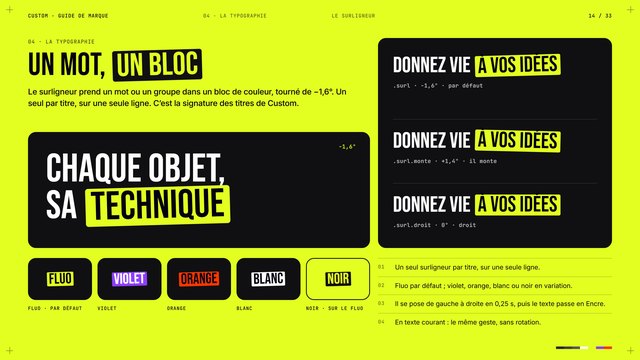 CUSTOM — GUIDE DE MARQUE
04 · LA TYPOGRAPHIE
LE SURLIGNEUR
14 / 33
04 · LA TYPOGRAPHIE
UN MOT, UN BLOC
Le surligneur prend un mot ou un groupe dans un bloc de couleur, tourné de −1,6°. Un
seul par titre, sur une seule ligne. C’est la signature des titres de Custom.
-1,6°
CHAQUE OBJET,
SA TECHNIQUE
FLUO
VIOLET
ORANGE
BLANC
NOIR
FLUO · PAR DÉFAUT
VIOLET
ORANGE
BLANC
NOIR · SUR LE FLUO
DONNEZ VIE À VOS IDÉES
.surl · -1,6° · par défaut
DONNEZ VIE À VOS IDÉES
.surl.monte · +1,4° · il monte
DONNEZ VIE À VOS IDÉES
.surl.droit · 0° · droit
01 Un seul surligneur par titre, sur une seule ligne.
02 Fluo par défaut ; violet, orange, blanc ou noir en variation.
03 Il se pose de gauche à droite en 0,25 s, puis le texte passe en Encre.
04 En texte courant : le même geste, sans rotation.